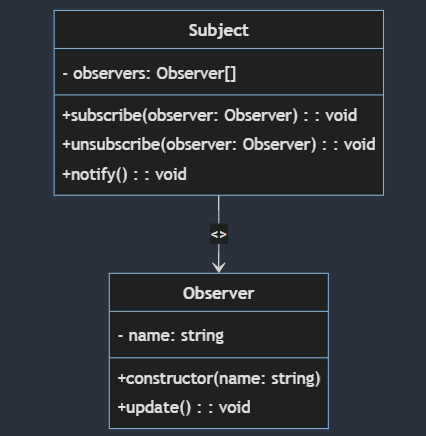 Subject
- observers: Observer[]
+subscribe(observer: Observer) : : void
+unsubscribe(observer: Observer) : : void
+notify() : : void
<>
Observer
- name: string
+constructor(name: string)
+update() : : void